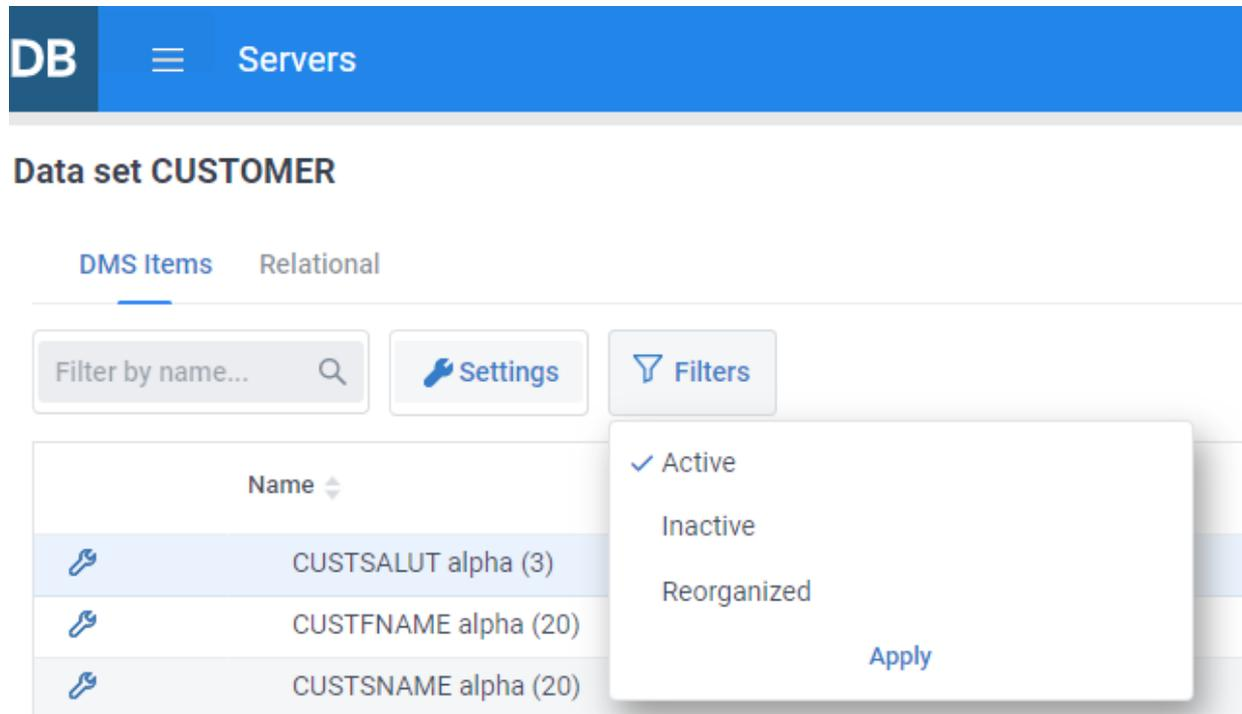 DB Servers
Data set CUSTOMER
DMS Items Relational
Filter by name... Settings Filters
Active
Name
Inactive
CUSTSALUT alpha (3)
Reorganized
CUSTFNAME alpha (20)
Apply
CUSTSNAME alpha (20)